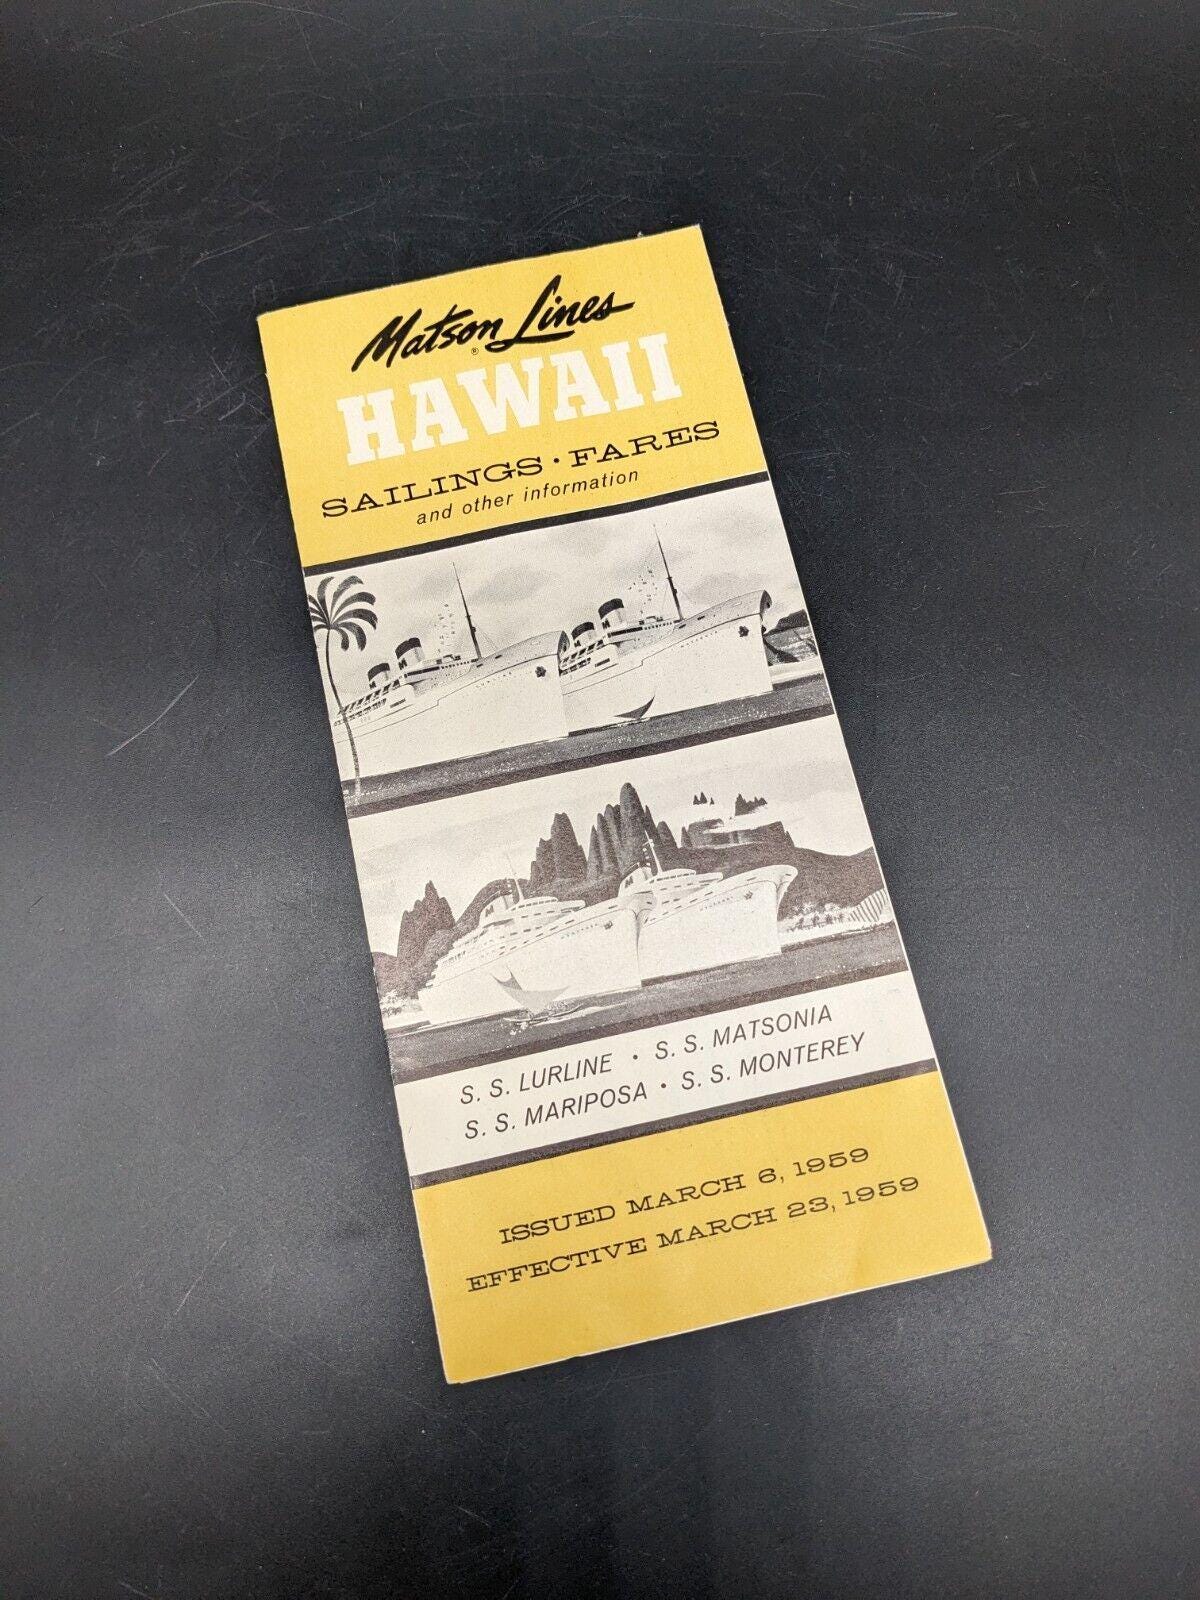 Matson Lines
®
HAWAII
SAILINGS · FARES
and other information
S. S. LURLINE · S. S. MATSONIA
S. S. MARIPOSA · S. S. MONTEREY
ISSUED MARCH 6, 1959
EFFECTIVE MARCH 23, 1959